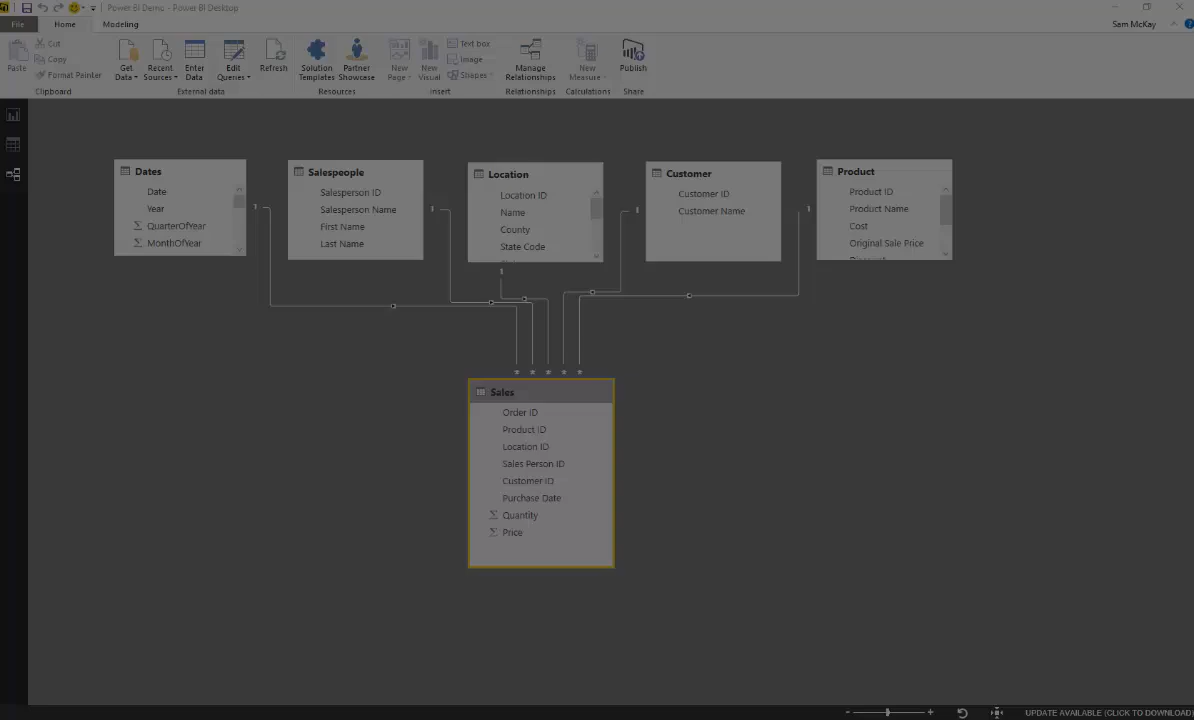 Power BI Demo - Power BI Desktop
File
Home
Modeling
Sam McKay
Paste
Cut
Copy
Format Painter
Clipboard
Get Data
Recent Sources
Enter Data
Edit Queries
Refresh
External data
Solution Templates
Partner Showcase
Resources
New Page
New Visual
Text box
Image
Shapes
Insert
Manage Relationships
Relationships
New Measure
Calculations
Publish
Share
Dates
Date
Year
QuarterOfYear
MonthOfYear
Salespeople
Salesperson ID
Salesperson Name
First Name
Last Name
Location
Location ID
Name
County
State Code
Customer
Customer ID
Customer Name
Product
Product ID
Product Name
Cost
Original Sale Price
1
1
1
1
1
*
*
*
*
*
Sales
Order ID
Product ID
Location ID
Sales Person ID
Customer ID
Purchase Date
Quantity
Price
UPDATE AVAILABLE (CLICK TO DOWNLOAD)